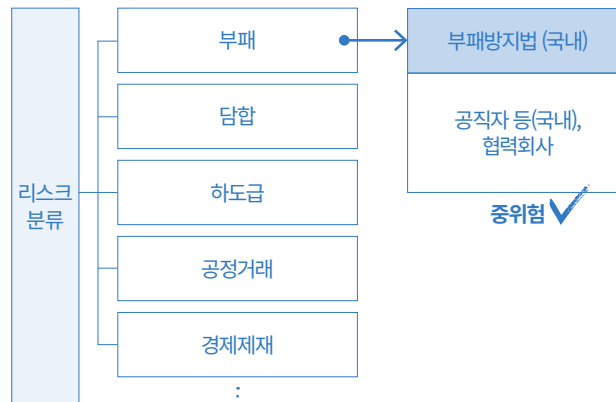 리스크
분류
부패
담합
하도급
공정거래
경제제재
:
부패방지법 (국내)
공직자 등(국내),
협력회사
중위험